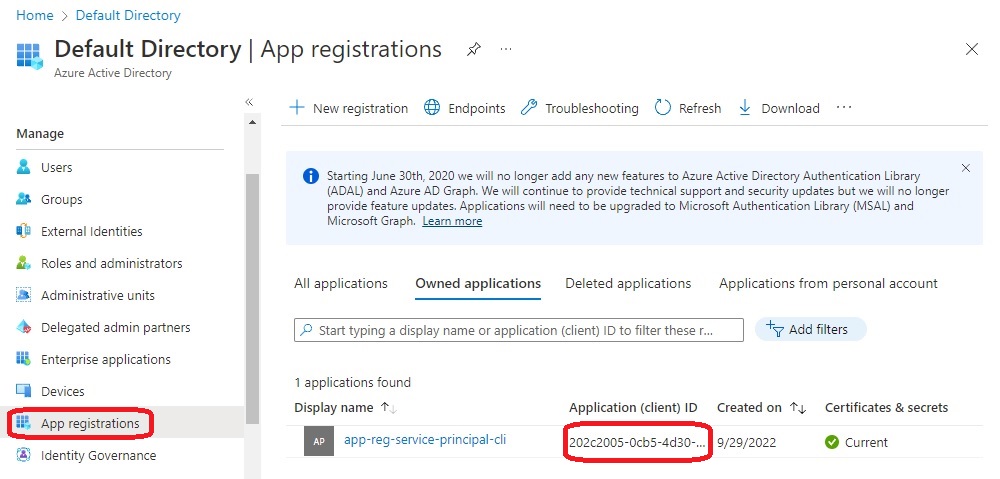 Home > Default Directory
Default Directory | App registrations
Azure Active Directory
Manage
Users
Groups
External Identities
Roles and administrators
Administrative units
Delegated admin partners
Enterprise applications
Devices
App registrations
Identity Governance
New registration Endpoints Troubleshooting Refresh Download
Starting June 30th, 2020 we will no longer add any new features to Azure Active Directory Authentication Library
(ADAL) and Azure AD Graph. We will continue to provide technical support and security updates but we will no longer
provide feature updates. Applications will need to be upgraded to Microsoft Authentication Library (MSAL) and
Microsoft Graph. Learn more
All applications Owned applications Deleted applications Applications from personal account
Start typing a display name or application (client) ID to filter these r... Add filters
1 applications found
Display name Application (client) ID Created on Certificates & secrets
AP app-reg-service-principal-cli 202c2005-0cb5-4d30-... 9/29/2022 Current